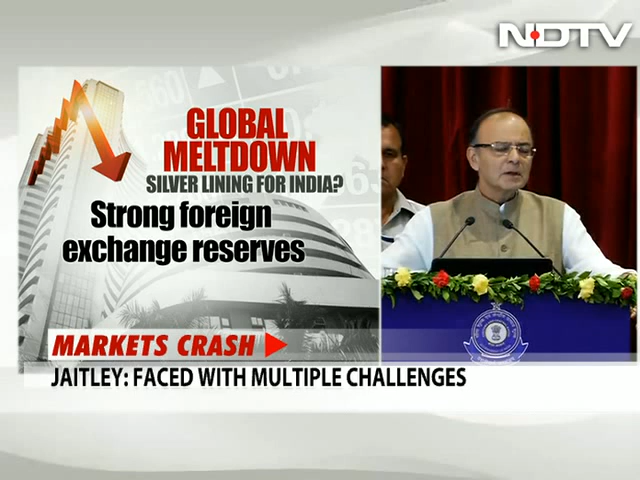 NDTV
GLOBAL
MELTDOWN
SILVER LINING FOR INDIA?
Strong foreign
exchange reserves
MARKETS CRASH
JAITLEY: FACED WITH MULTIPLE CHALLENGES